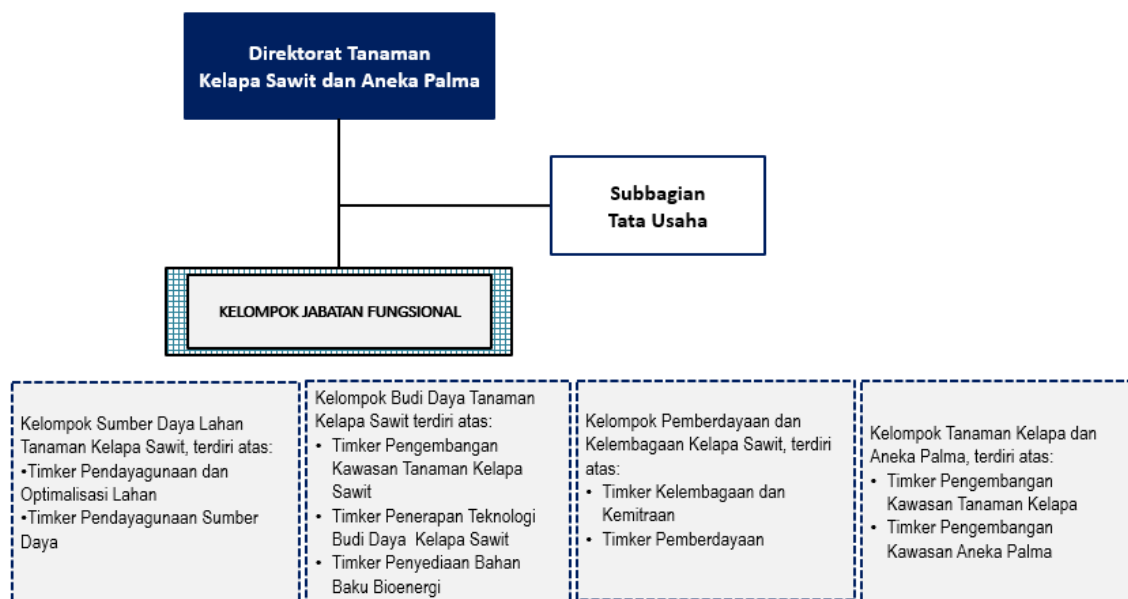 Direktorat Tanaman
Kelapa Sawit dan Aneka Palma
Subbagian
Tata Usaha
KELOMPOK JABATAN FUNGSIONAL
Kelompok Sumber Daya Lahan
Tanaman Kelapa Sawit, terdiri atas:
•Timker Pendayagunaan dan
Optimalisasi Lahan
•Timker Pendayagunaan Sumber
Daya
Kelompok Budi Daya Tanaman
Kelapa Sawit terdiri atas:
• Timker Pengembangan
Kawasan Tanaman Kelapa
Sawit
• Timker Penerapan Teknologi
Budi Daya Kelapa Sawit
• Timker Penyediaan Bahan
Baku Bioenergi
Kelompok Pemberdayaan dan
Kelembagaan Kelapa Sawit, terdiri
atas:
• Timker Kelembagaan dan
Kemitraan
• Timker Pemberdayaan
Kelompok Tanaman Kelapa dan
Aneka Palma, terdiri atas:
• Timker Pengembangan
Kawasan Tanaman Kelapa
• Timker Pengembangan
Kawasan Aneka Palma